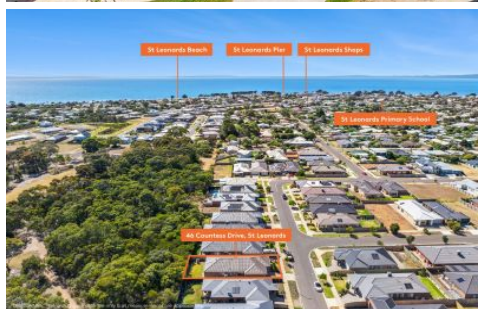 St Leonards Beach
St Leonards Pier
St Leonards Shops
St Leonards Primary School
46 Countess Drive, St Leonards